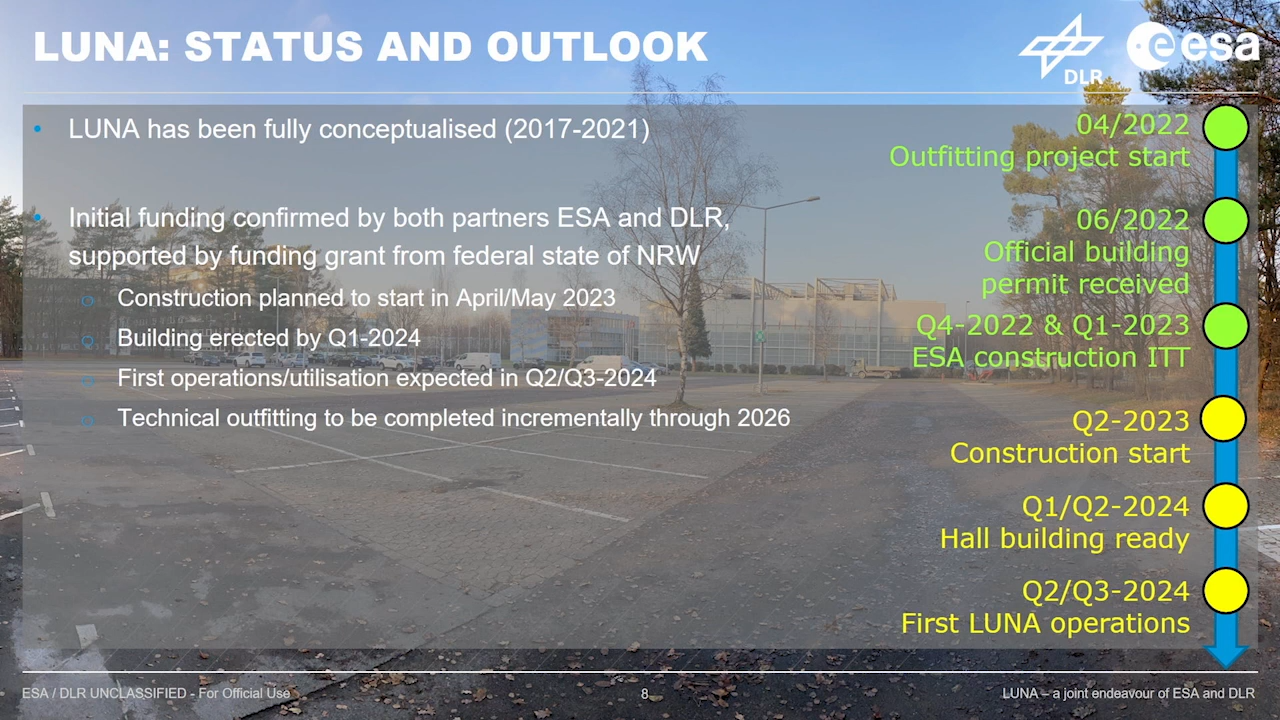 LUNA: STATUS AND OUTLOOK
DLR
esa
• LUNA has been fully conceptualised (2017-2021)
• Initial funding confirmed by both partners ESA and DLR,
supported by funding grant from federal state of NRW
○ Construction planned to start in April/May 2023
○ Building erected by Q1-2024
○ First operations/utilisation expected in Q2/Q3-2024
○ Technical outfitting to be completed incrementally through 2026
04/2022
Outfitting project start
06/2022
Official building
permit received
Q4-2022 & Q1-2023
ESA construction ITT
Q2-2023
Construction start
Q1/Q2-2024
Hall building ready
Q2/Q3-2024
First LUNA operations
ESA / DLR UNCLASSIFIED - For Official Use
8
LUNA – a joint endeavour of ESA and DLR